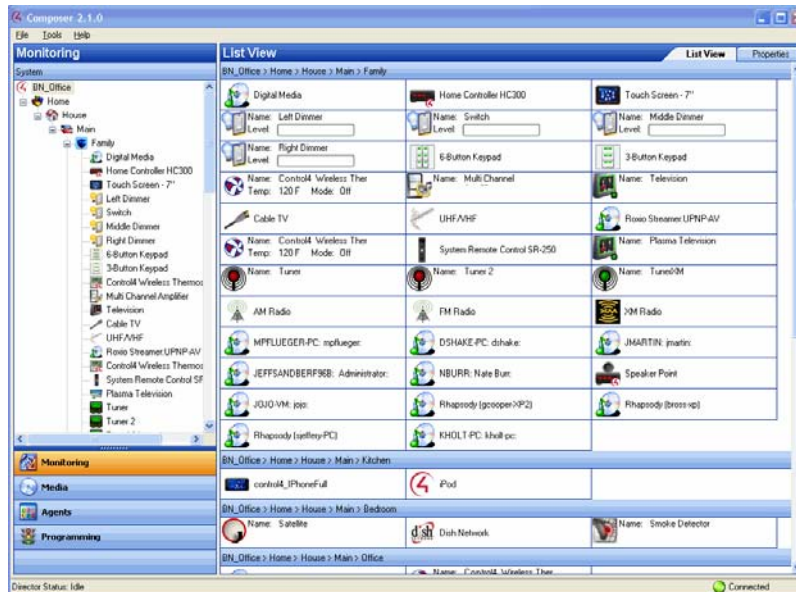 Composer 2.1.0
File Tools Help
Monitoring
System
BN_Office
Home
House
Main
Family
Digital Media
Home Controller HC300
Touch Screen - 7"
Left Dimmer
Switch
Middle Dimmer
Right Dimmer
6-Button Keypad
3-Button Keypad
Control4 Wireless Thermos
Multi Channel Amplifier
Television
Cable TV
UHF/VHF
Roxio Streamer UPNP-AV
Control4 Wireless Thermos
System Remote Control SR
Plasma Television
Tuner
Tuner 2
Monitoring
Media
Agents
Programming
List View List View Properties
BN_Office > Home > House > Main > Family
Digital Media Home Controller HC300 Touch Screen - 7"
Name: Left Dimmer Name: Switch Name: Middle Dimmer
Level: Level: Level:
Name: Right Dimmer
Level: 6-Button Keypad 3-Button Keypad
Name: Control4 Wireless Ther Name: Multi Channel Name: Television
Temp: 120 F Mode: Off
Cable TV UHF/VHF Roxio Streamer UPNP-AV
Name: Control4 Wireless Ther System Remote Control SR-250 Name: Plasma Television
Temp: 120 F Mode: Off
Name: Tuner Name: Tuner 2 Name: TunerXM
AM Radio FM Radio XM Radio
MPFLUEGER-PC: mpflueger: DSHAKE-PC: dshake: JMARTIN: jmartin:
JEFFSANDBERF96B: Administrator: NBURR: Nate Burr: Speaker Point
JOJO-VM: jojo: Rhapsody (gcooper-XP2) Rhapsody (bross-xp)
Rhapsody (sjeffery-PC) KHOLT-PC: kholt-pc:
BN_Office > Home > House > Main > Kitchen
control4_IPhoneFull iPod
BN_Office > Home > House > Main > Bedroom
Name: Satellite dish Dish Network Name: Smoke Detector
BN_Office > Home > House > Main > Office
Name: Control4 Wireless Ther
Director Status: Idle Connected